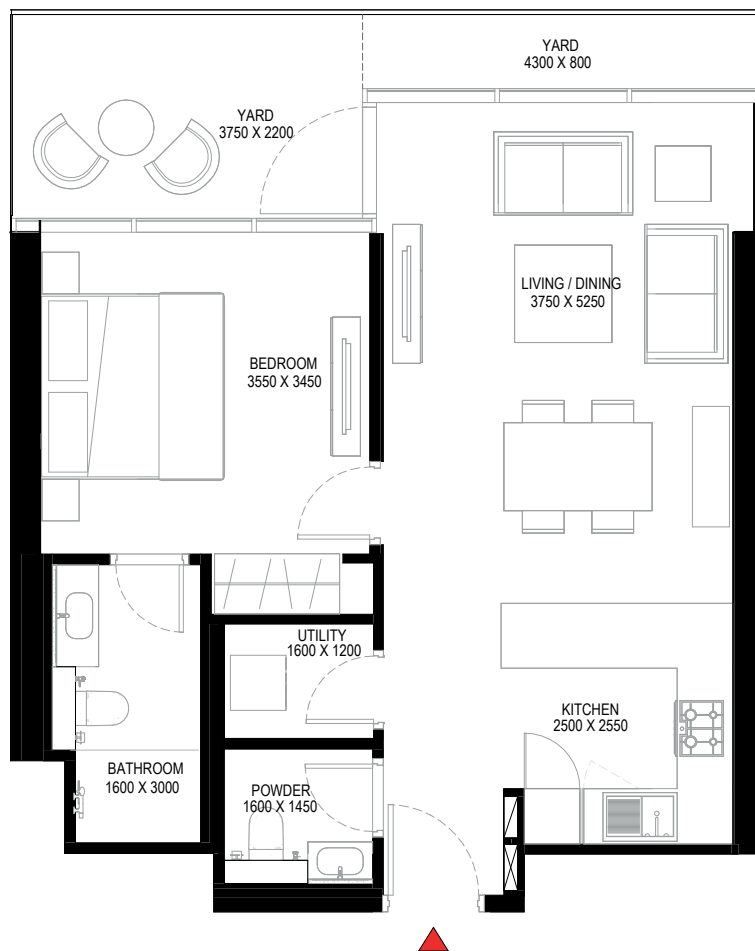 YARD
4300 X 800
YARD
3750 X 2200
LIVING / DINING
3750 X 5250
BEDROOM
3550 X 3450
UTILITY
1600 X 1200
KITCHEN
2500 X 2550
BATHROOM
1600 X 3000
POWDER
1600 X 1450